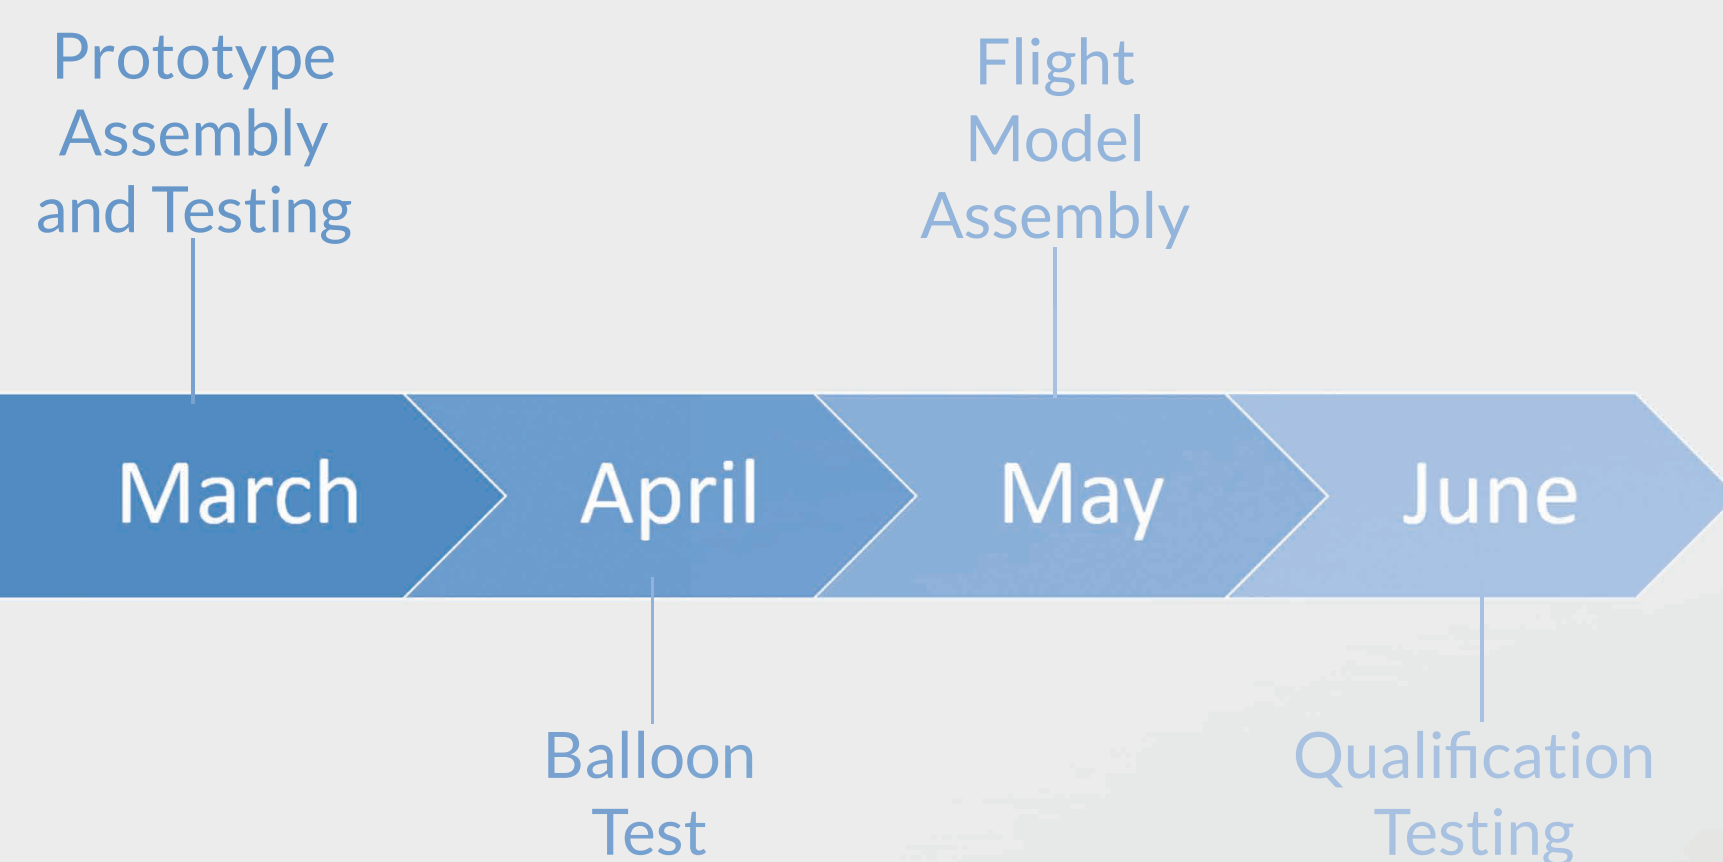 Prototype
Assembly
and Testing
Flight
Model
Assembly
March
April
May
June
Balloon
Test
Qualification
Testing